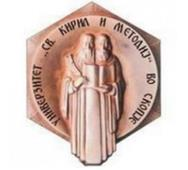 УНИВЕРЗИТЕТ „СВ. КИРИЛ И МЕТОДИЈ" ВО СКОПЈЕ